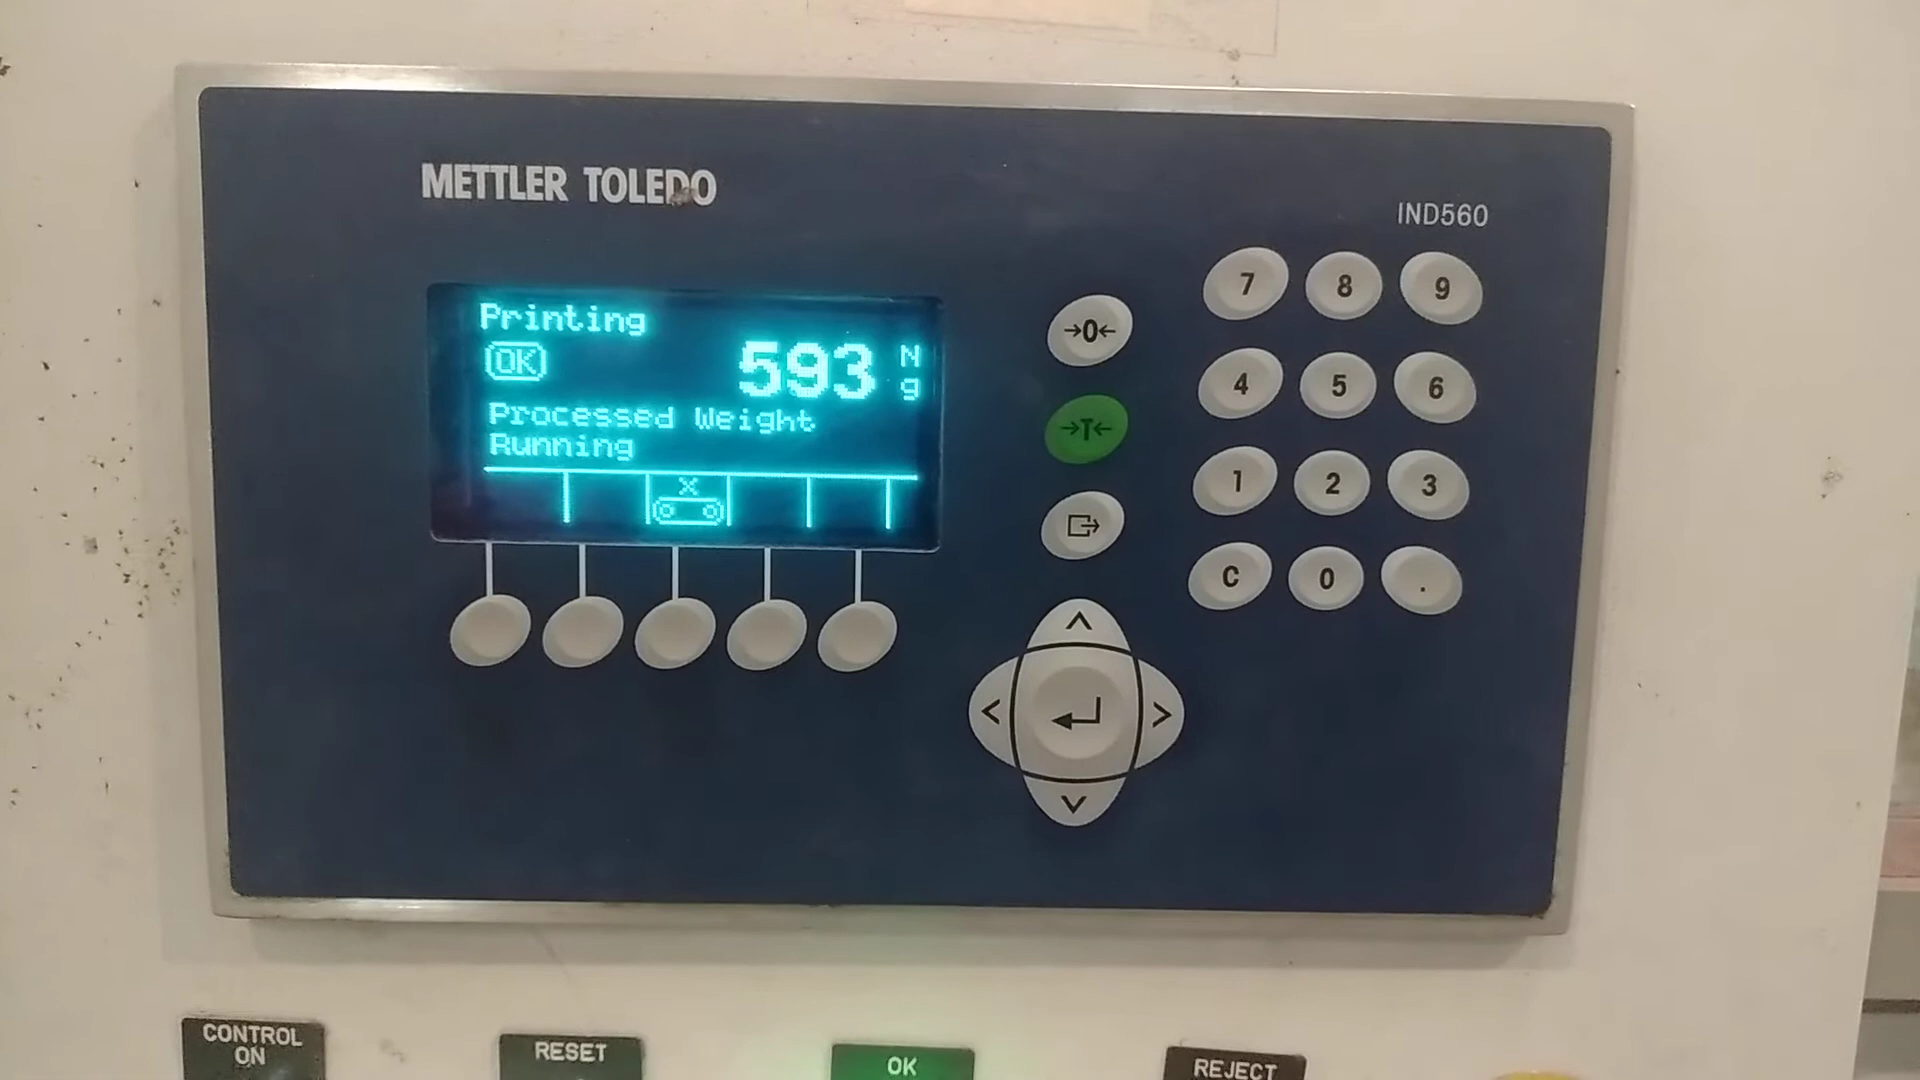 METTLER TOLEDO
IND560
Printing
OK
593 N g
Processed Weight
Running
X
→0←
→T←
7 8 9
4 5 6
1 2 3
C 0 .
CONTROL ON
RESET
OK
REJECT